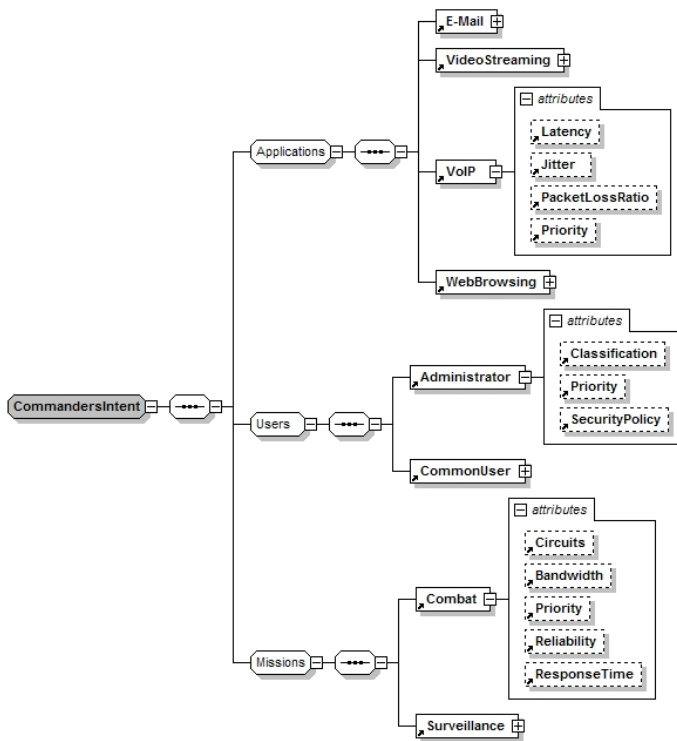 E-Mail
VideoStreaming
attributes
Latency
Applications
VoIP
Jitter
PacketLossRatio
Priority
WebBrowsing
attributes
Classification
Administrator
Priority
CommandersIntent
SecurityPolicy
Users
CommonUser
attributes
Circuits
Bandwidth
Combat
Priority
Reliability
Missions
ResponseTime
Surveillance